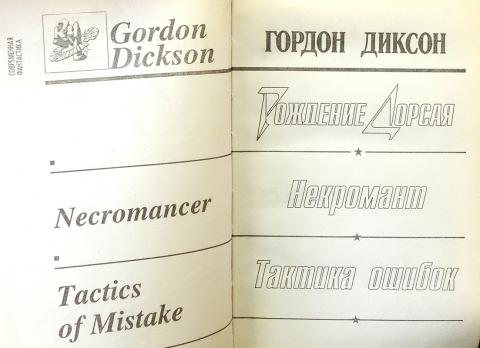 СОВРЕМЕННАЯ
ФАНТАСТИКА
Gordon
Dickson
Necromancer
Tactics
of Mistake
ГОРДОН ДИКСОН
Рождение Дорсая
Некромант
Тактика ошибок